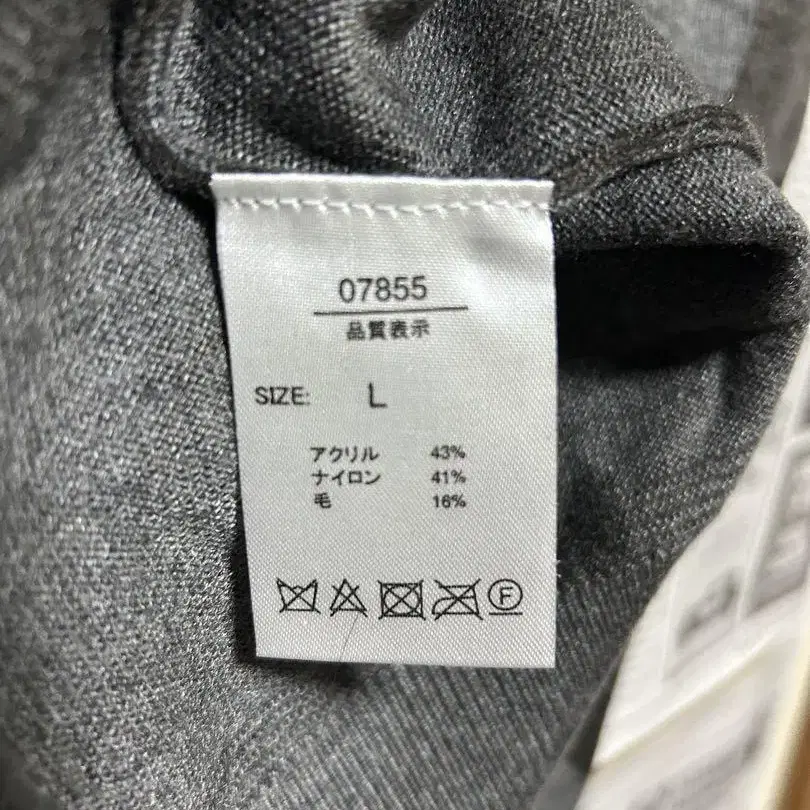 07855
品質表示
SIZE: L
アクリル 43%
ナイロン 41%
毛 16%
F